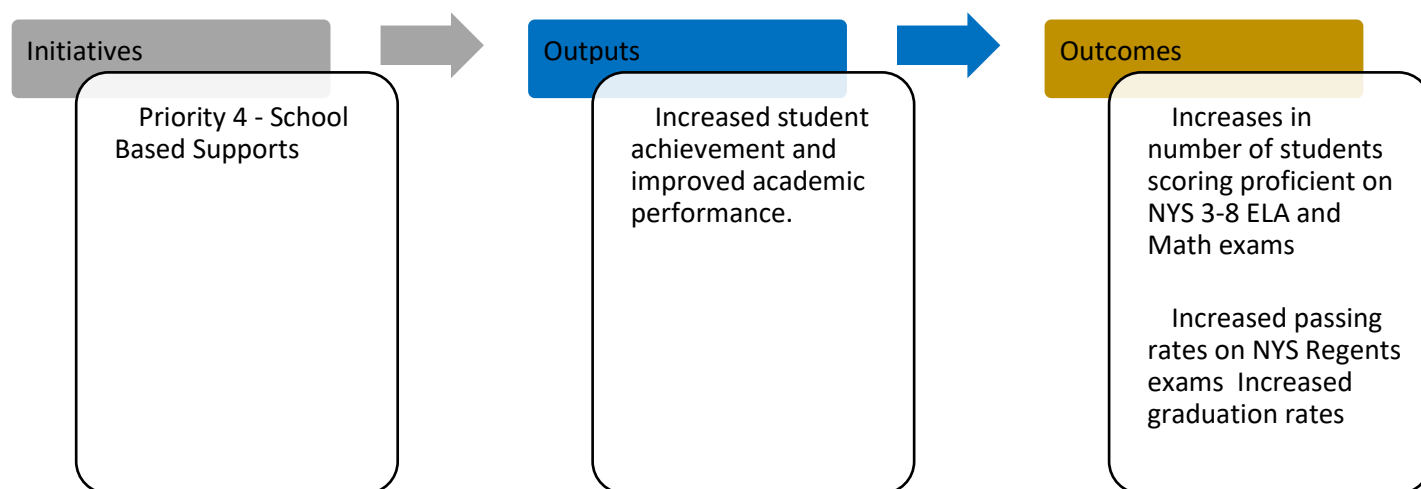 Initiatives
Priority 4 - School
Based Supports
Outputs
Increased student
achievement and
improved academic
performance.
Outcomes
Increases in
number of students
scoring proficient on
NYS 3-8 ELA and
Math exams
Increased passing
rates on NYS Regents
exams  Increased
graduation rates